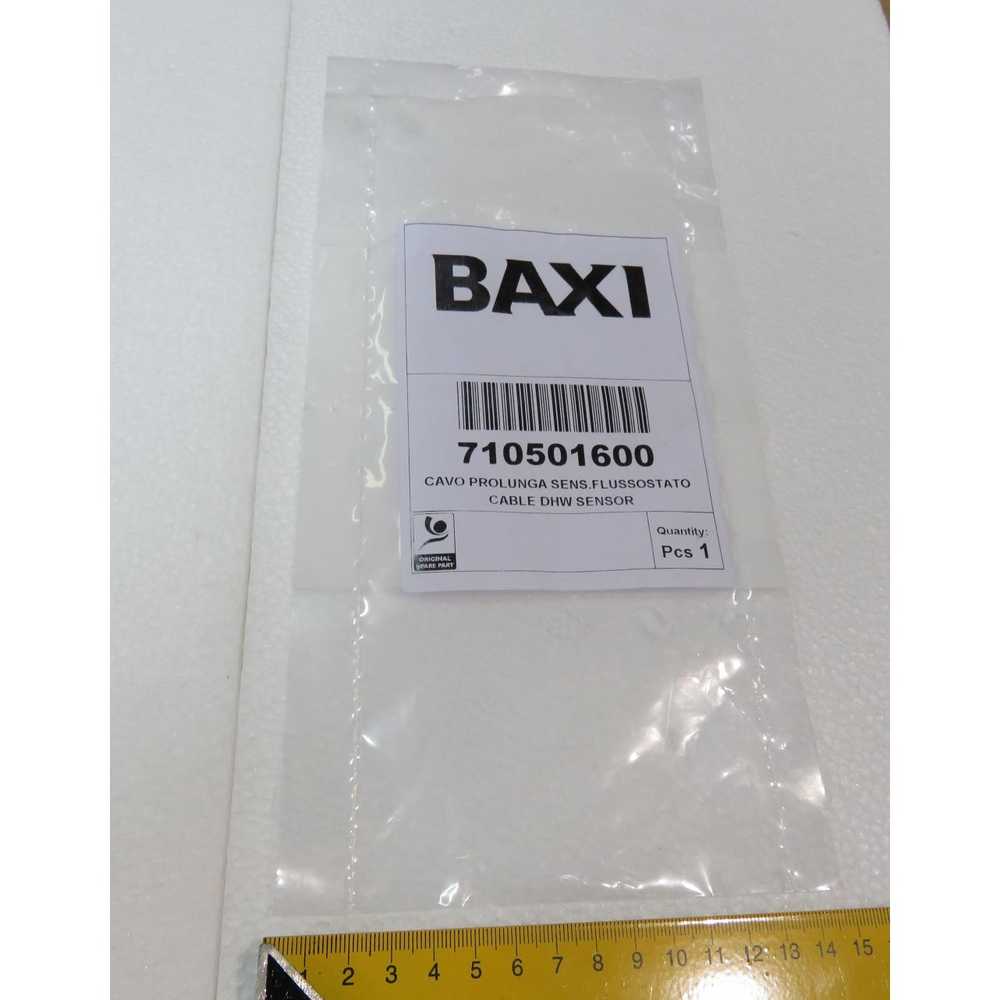 BAXI
710501600
CAVO PROLUNGA SENS.FLUSSOSTATO
CABLE DHW SENSOR
ORIGINAL
SPARE PART
Quantity:
Pcs 1
1 2 3 4 5 6 7 8 9 10 11 12 13 14 15